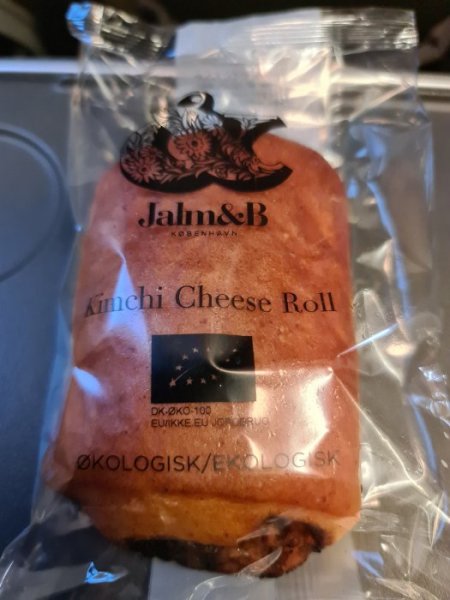 &
Jalm&B
KØBENHAVN
Kimchi Cheese Roll
DK-ØKO-100
EU/IKKE EU JORDBRUG
ØKOLOGISK/EKOLOGISK